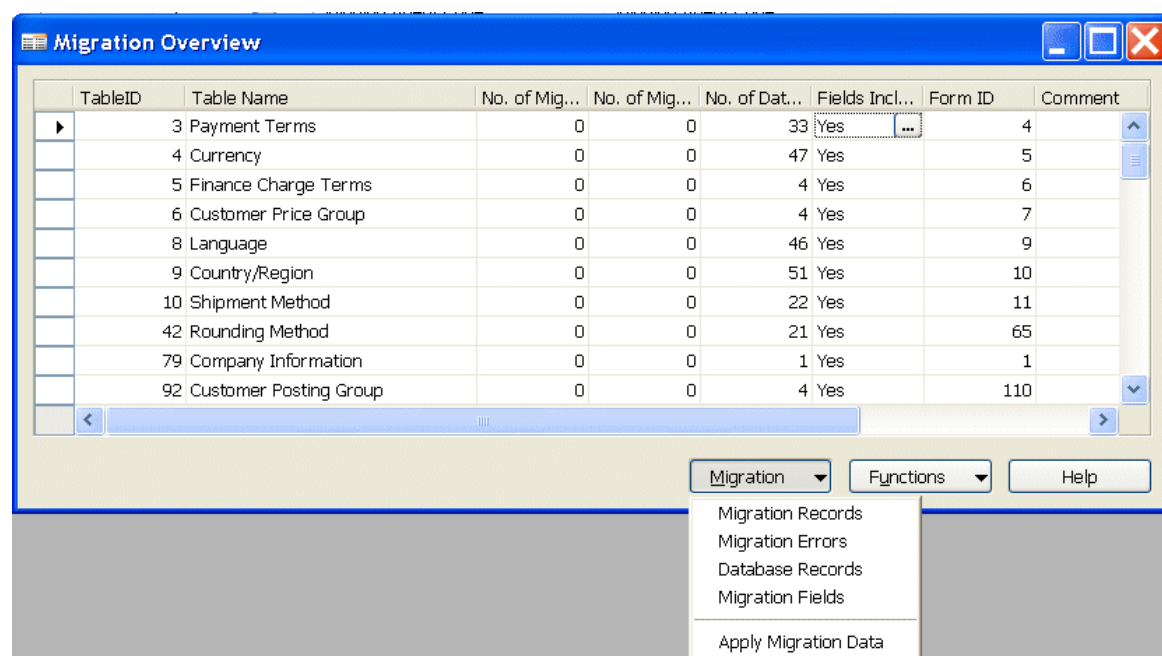 Migration Overview
TableID Table Name No. of Mig... No. of Mig... No. of Dat... Fields Incl... Form ID Comment
3 Payment Terms 0 0 33 Yes ... 4
4 Currency 0 0 47 Yes 5
5 Finance Charge Terms 0 0 4 Yes 6
6 Customer Price Group 0 0 4 Yes 7
8 Language 0 0 46 Yes 9
9 Country/Region 0 0 51 Yes 10
10 Shipment Method 0 0 22 Yes 11
42 Rounding Method 0 0 21 Yes 65
79 Company Information 0 0 1 Yes 1
92 Customer Posting Group 0 0 4 Yes 110
Migration Functions Help
Migration Records
Migration Errors
Database Records
Migration Fields
Apply Migration Data